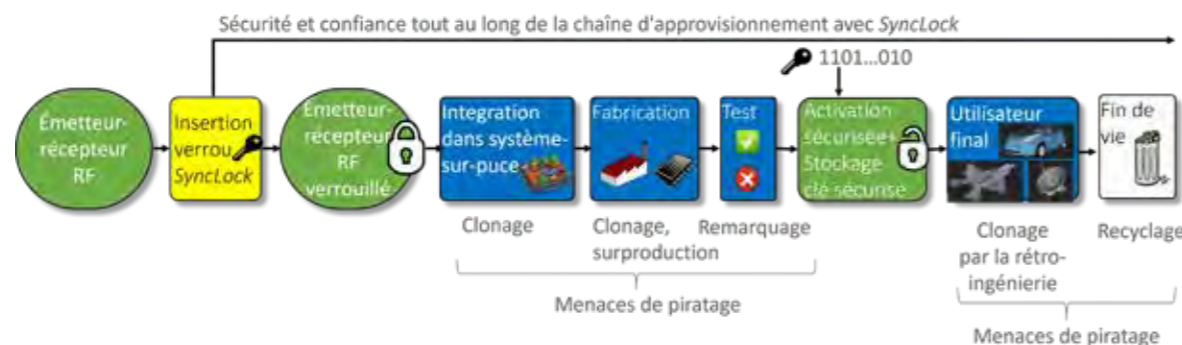 Sécurité et confiance tout au long de la chaîne d'approvisionnement avec SyncLock
1101...010
Émetteur-
récepteur
RF
Insertion
verrou
SyncLock
Émetteur-
récepteur
RF
verrouillé
Integration
dans système-
sur-puce
Fabrication
Test
Activation
sécurisée+
Stockage
clé sécurisé
Utilisateur
final
Fin de
vie
Clonage
Clonage,
surproduction
Remarquage
Menaces de piratage
Clonage
par la rétro-
ingénierie
Recyclage
Menaces de piratage